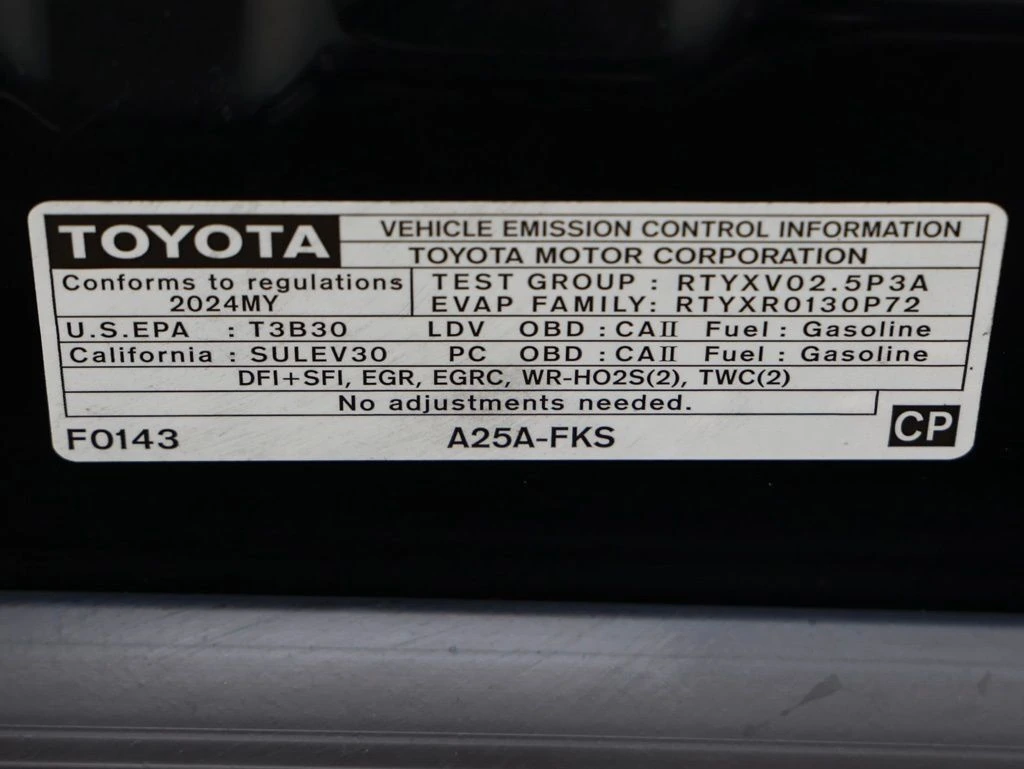 TOYOTA VEHICLE EMISSION CONTROL INFORMATION
TOYOTA MOTOR CORPORATION
Conforms to regulations
2024MY
TEST GROUP : RTYXV02.5P3A
EVAP FAMILY: RTYXR0130P72
U.S.EPA : T3B30 LDV OBD : CAⅡ Fuel : Gasoline
California : SULEV30 PC OBD : CAⅡ Fuel : Gasoline
DFI+SFI, EGR, EGRC, WR-HO2S(2), TWC(2)
No adjustments needed.
F0143 A25A-FKS CP